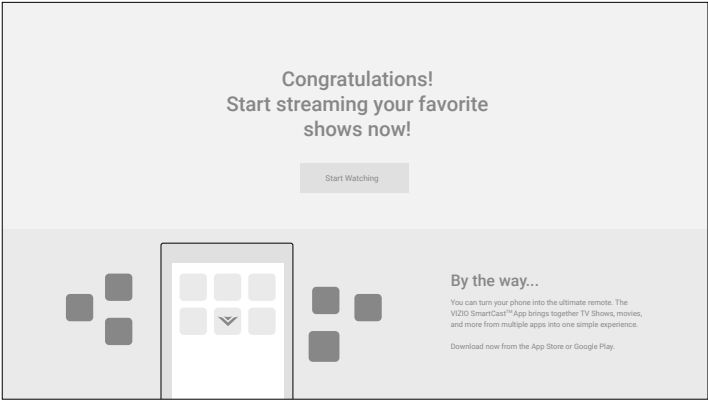 Congratulations!
Start streaming your favorite
shows now!
Start Watching
By the way...
You can turn your phone into the ultimate remote. The
VIZIO SmartCast™ App brings together TV Shows, movies,
and more from multiple apps into one simple experience.
Download now from the App Store or Google Play.